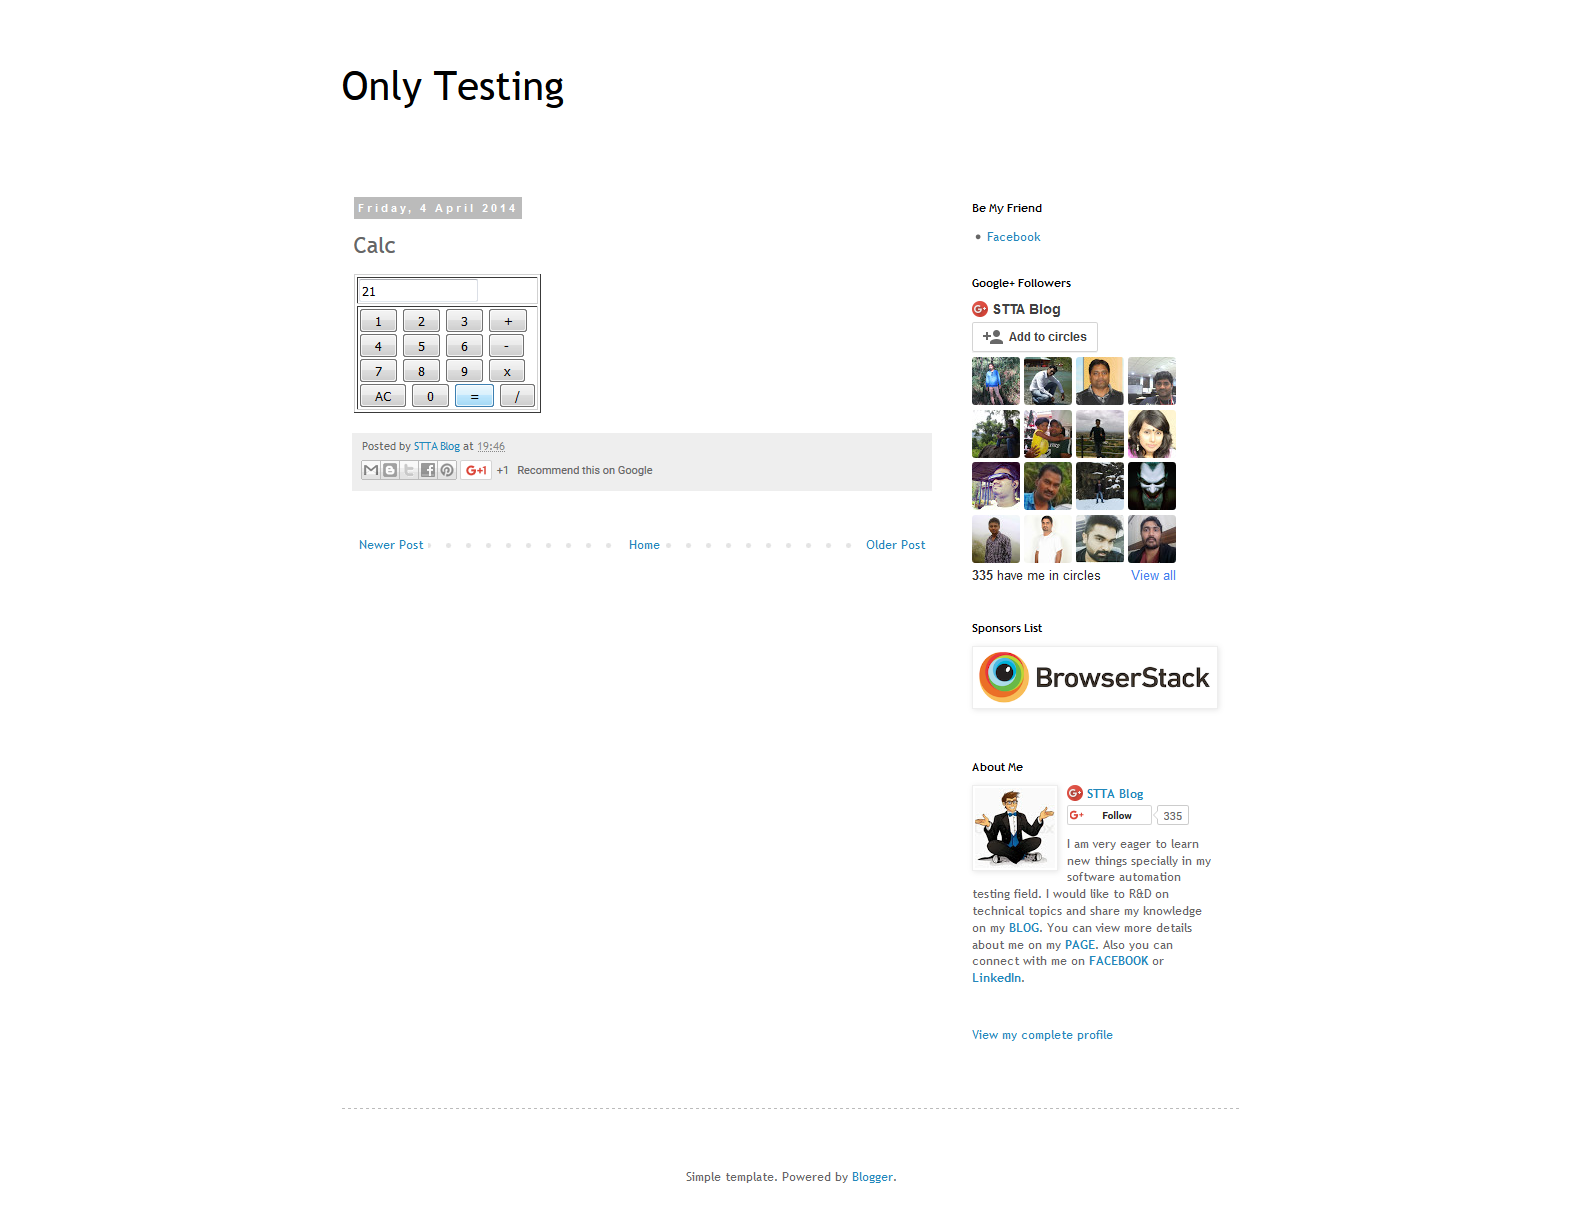 Only Testing
Friday, 4 April 2014
Calc
21
1 2 3 +
4 5 6 -
7 8 9 x
AC 0 = /
Posted by STTA Blog at 19:46
G+1 +1 Recommend this on Google
Newer Post Home Older Post
Be My Friend
Facebook
Google+ Followers
G+ STTA Blog
Add to circles
335 have me in circles View all
Sponsors List
BrowserStack
About Me
G+ STTA Blog
G+ Follow 335
I am very eager to learn
new things specially in my
software automation
testing field. I would like to R&D on
technical topics and share my knowledge
on my BLOG. You can view more details
about me on my PAGE. Also you can
connect with me on FACEBOOK or
LinkedIn.
View my complete profile
Simple template. Powered by Blogger.